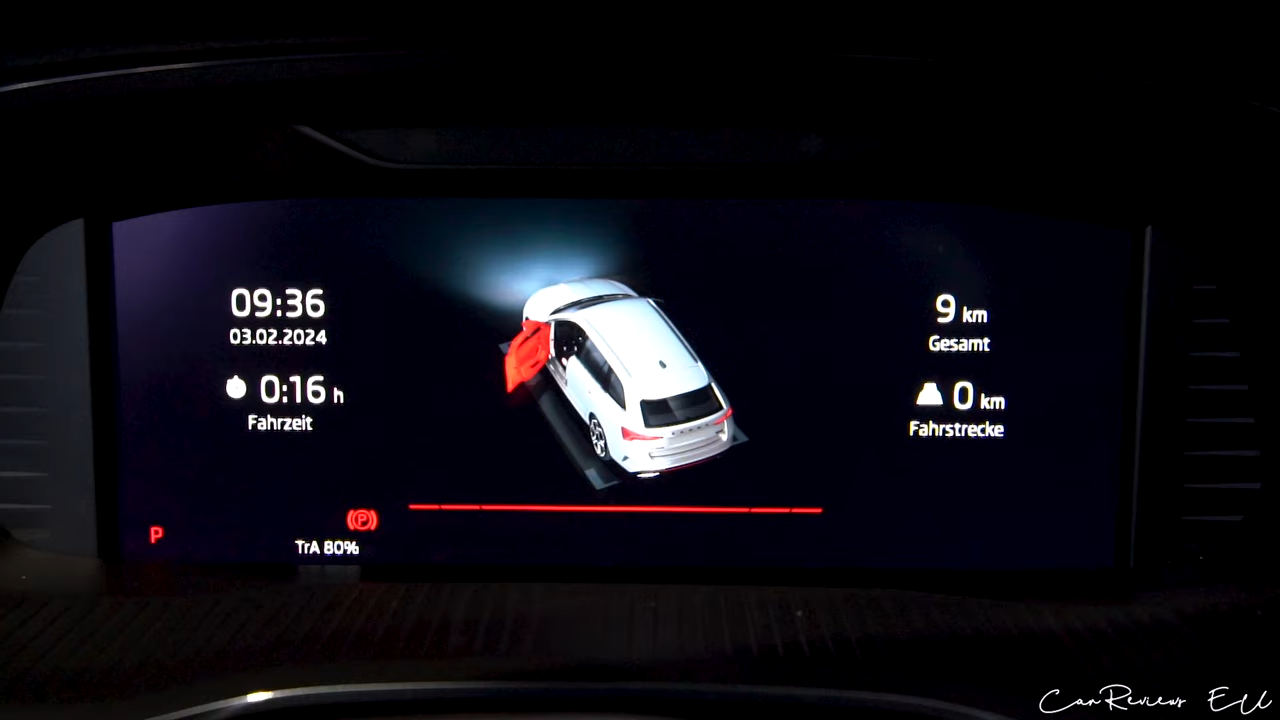 09:36
03.02.2024
0:16 h
Fahrzeit
9 km
Gesamt
0 km
Fahrstrecke
P
P
TrA 80%
CarReviews EU